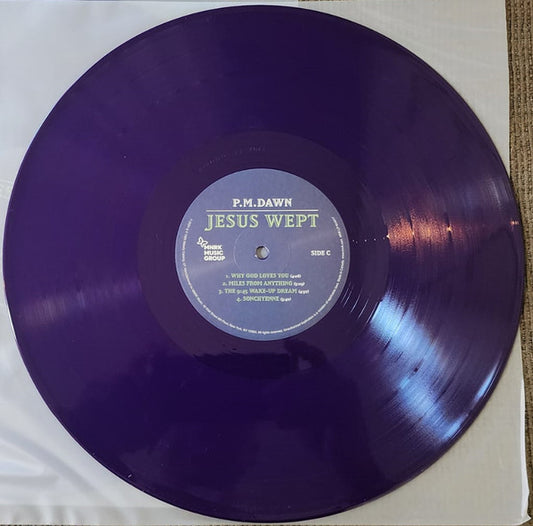 P.M.DAWN
JESUS WEPT
MNRK
MUSIC
GROUP
SIDE C
1. WHY GOD LOVES YOU
2. MILES FROM ANYTHING
3. THE 9:45 WAKE-UP DREAM
4. SONCHYENNE